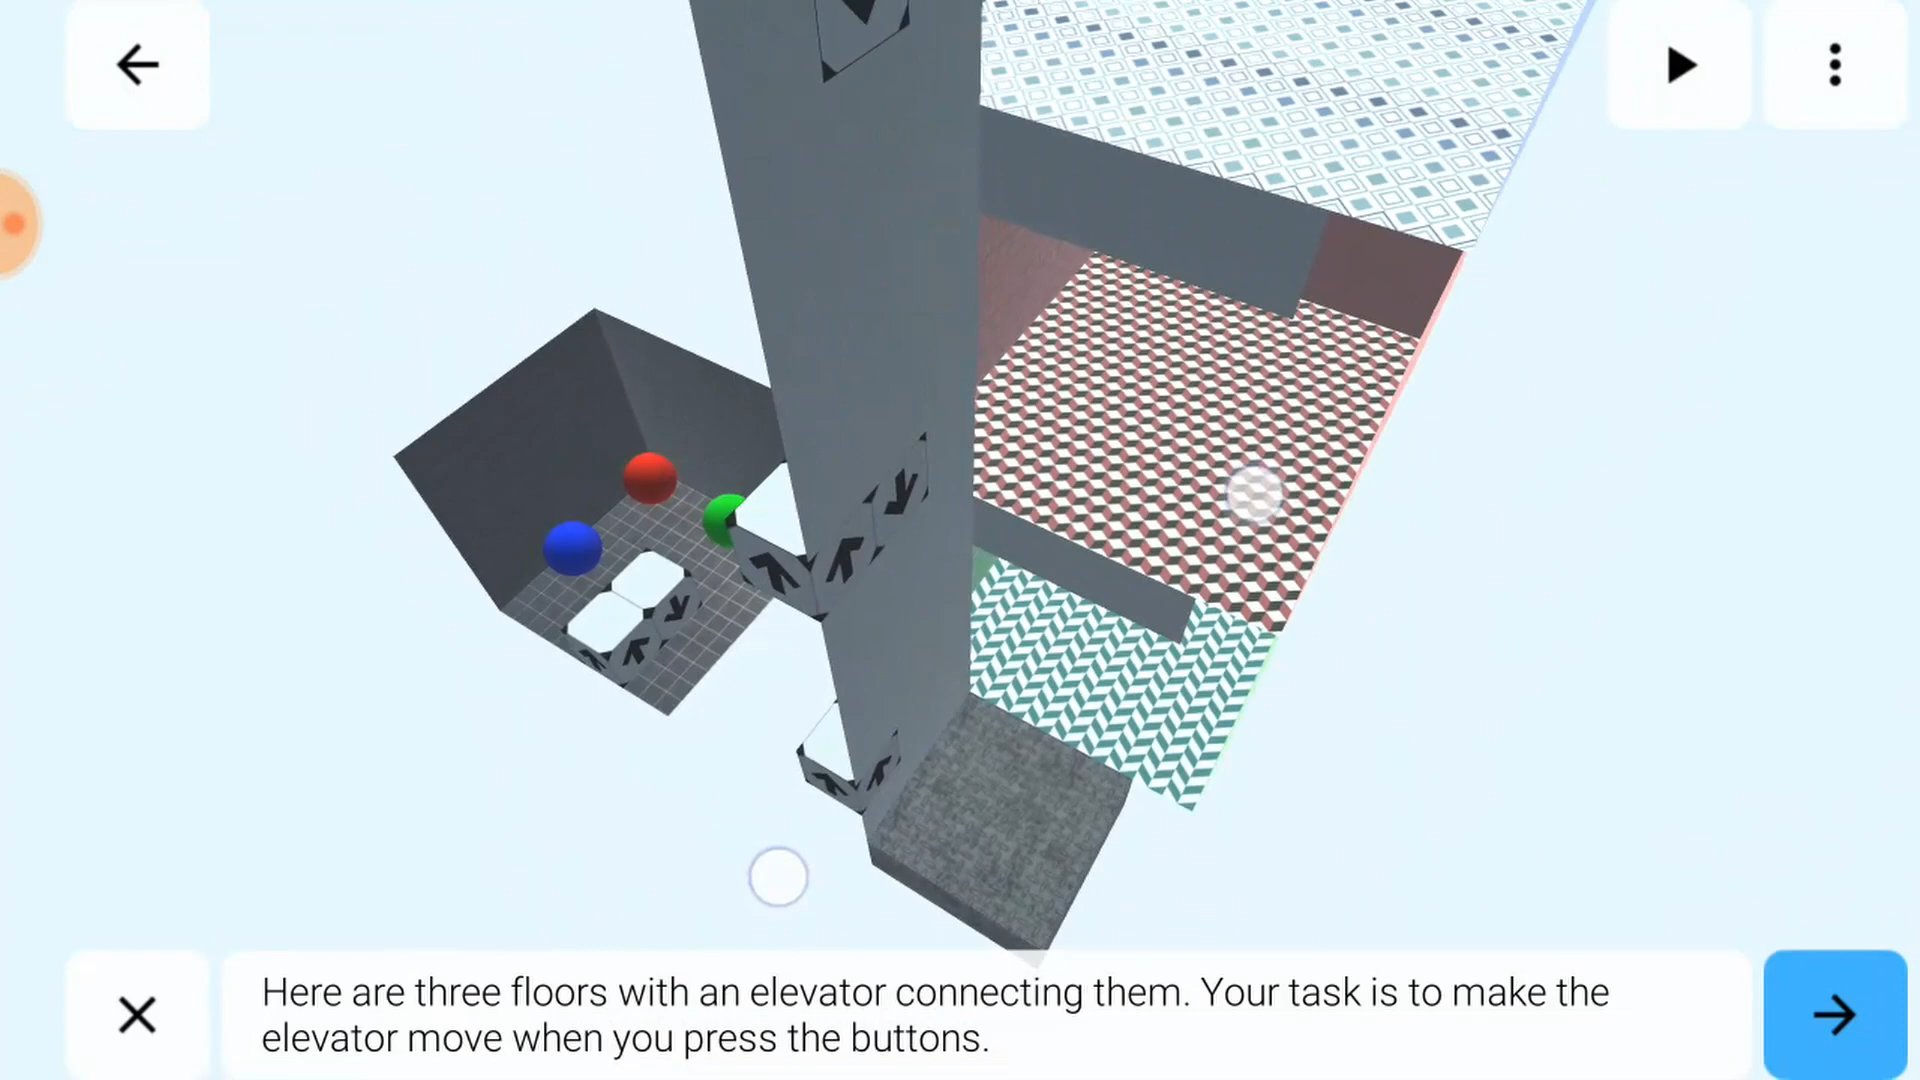 Here are three floors with an elevator connecting them. Your task is to make the
elevator move when you press the buttons.